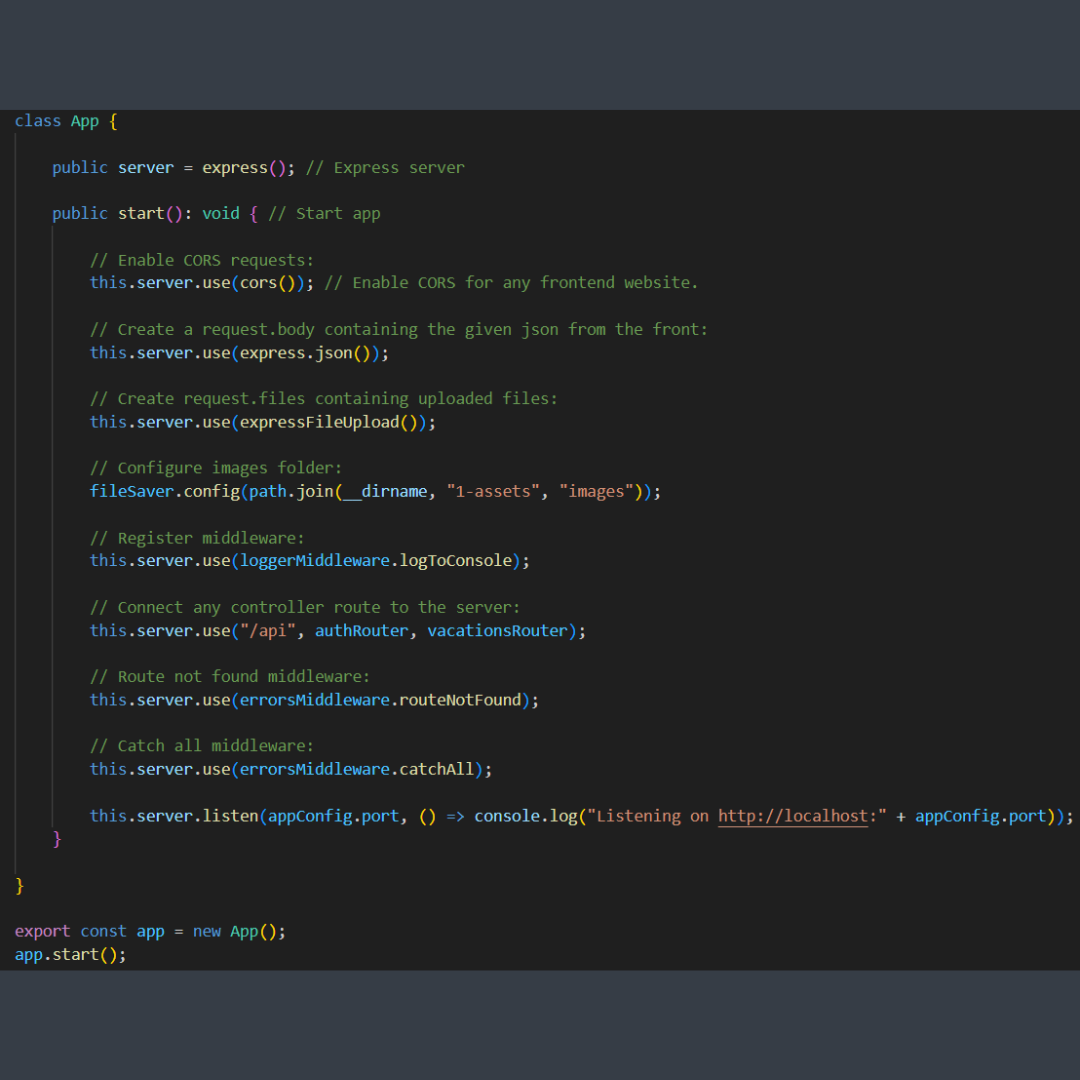 class App {
public server = express(); // Express server
public start(): void { // Start app
// Enable CORS requests:
this.server.use(cors()); // Enable CORS for any frontend website.
// Create a request.body containing the given json from the front:
this.server.use(express.json());
// Create request.files containing uploaded files:
this.server.use(expressFileUpload());
// Configure images folder:
fileSaver.config(path.join(__dirname, "1-assets", "images"));
// Register middleware:
this.server.use(loggerMiddleware.logToConsole);
// Connect any controller route to the server:
this.server.use("/api", authRouter, vacationsRouter);
// Route not found middleware:
this.server.use(errorsMiddleware.routeNotFound);
// Catch all middleware:
this.server.use(errorsMiddleware.catchAll);
this.server.listen(appConfig.port, () => console.log("Listening on http://localhost:" + appConfig.port));
}
}
export const app = new App();
app.start();